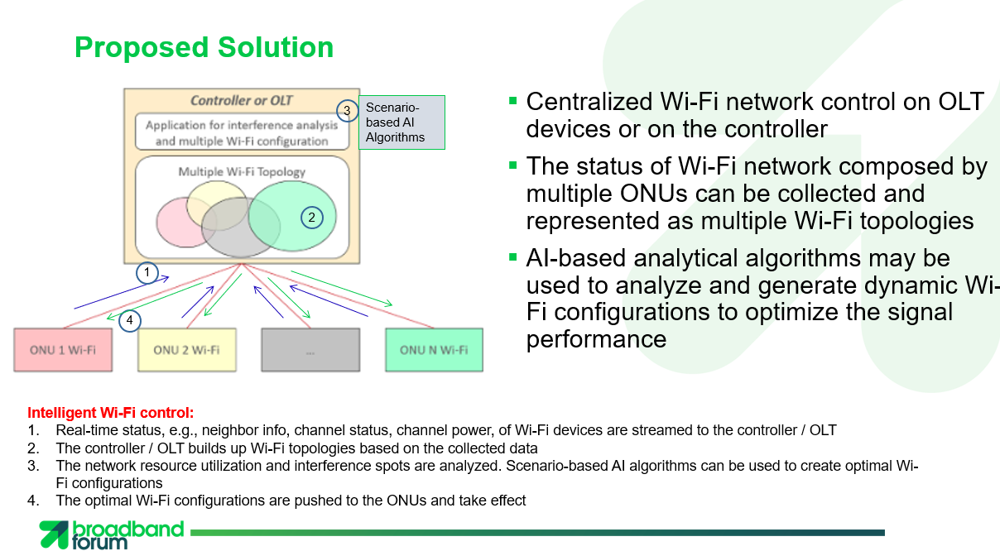 Proposed Solution
Controller or OLT
Application for interference analysis
and multiple Wi-Fi configuration
3
Scenario-
based AI
Algorithms
Multiple Wi-Fi Topology
2
1
4
ONU 1 Wi-Fi
ONU 2 Wi-Fi
...
ONU N Wi-Fi
▪ Centralized Wi-Fi network control on OLT
devices or on the controller
▪ The status of Wi-Fi network composed by
multiple ONUs can be collected and
represented as multiple Wi-Fi topologies
▪ AI-based analytical algorithms may be
used to analyze and generate dynamic Wi-
Fi configurations to optimize the signal
performance
Intelligent Wi-Fi control:
1. Real-time status, e.g., neighbor info, channel status, channel power, of Wi-Fi devices are streamed to the controller / OLT
2. The controller / OLT builds up Wi-Fi topologies based on the collected data
3. The network resource utilization and interference spots are analyzed. Scenario-based AI algorithms can be used to create optimal Wi-
Fi configurations
4. The optimal Wi-Fi configurations are pushed to the ONUs and take effect
broadband
forum